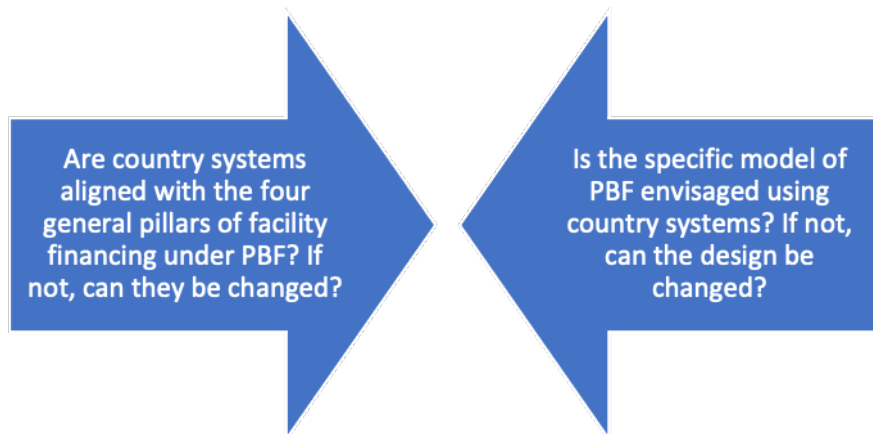 Are country systems
aligned with the four
general pillars of facility
financing under PBF? If
not, can they be changed?
Is the specific model of
PBF envisaged using
country systems? If not,
can the design be
changed?